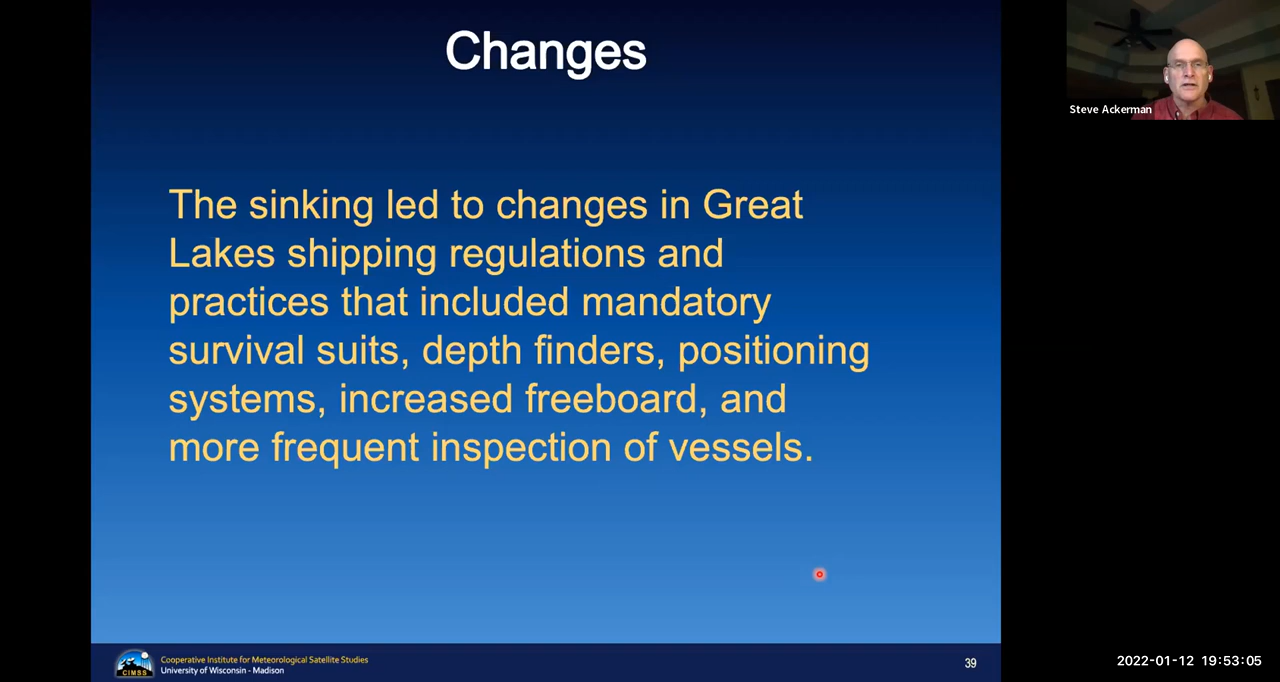 Changes
The sinking led to changes in Great
Lakes shipping regulations and
practices that included mandatory
survival suits, depth finders, positioning
systems, increased freeboard, and
more frequent inspection of vessels.
Steve Ackerman
CIMSS
Cooperative Institute for Meteorological Satellite Studies
University of Wisconsin - Madison
39
2022-01-12 19:53:05